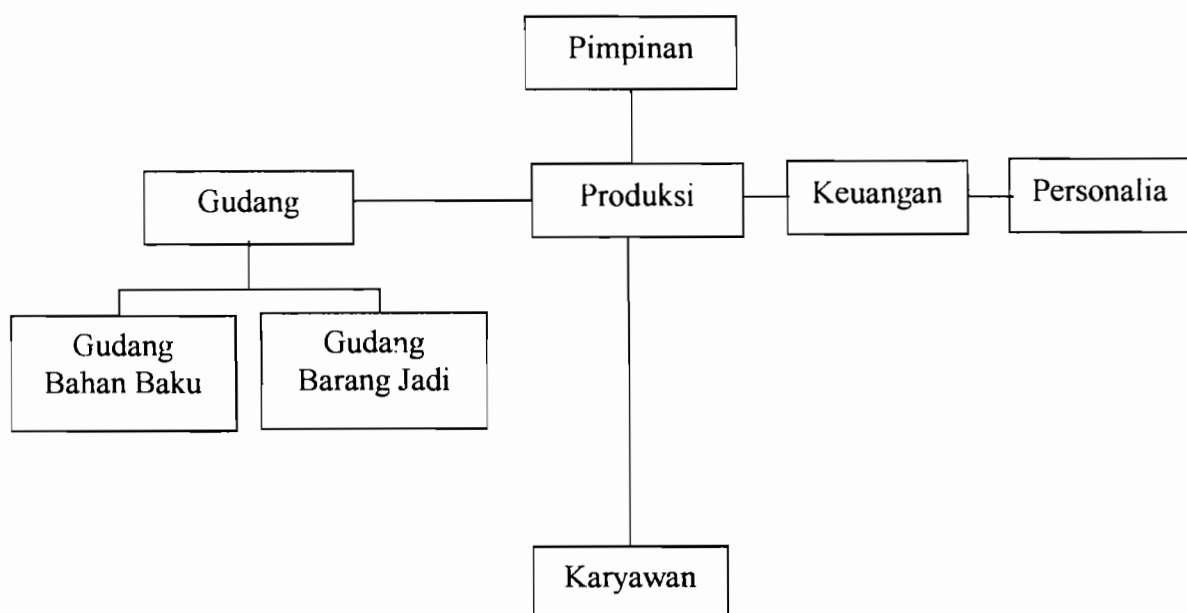 Pimpinan
Gudang
Produksi
Keuangan
Personalia
Gudang
Bahan Baku
Gudang
Barang Jadi
Karyawan